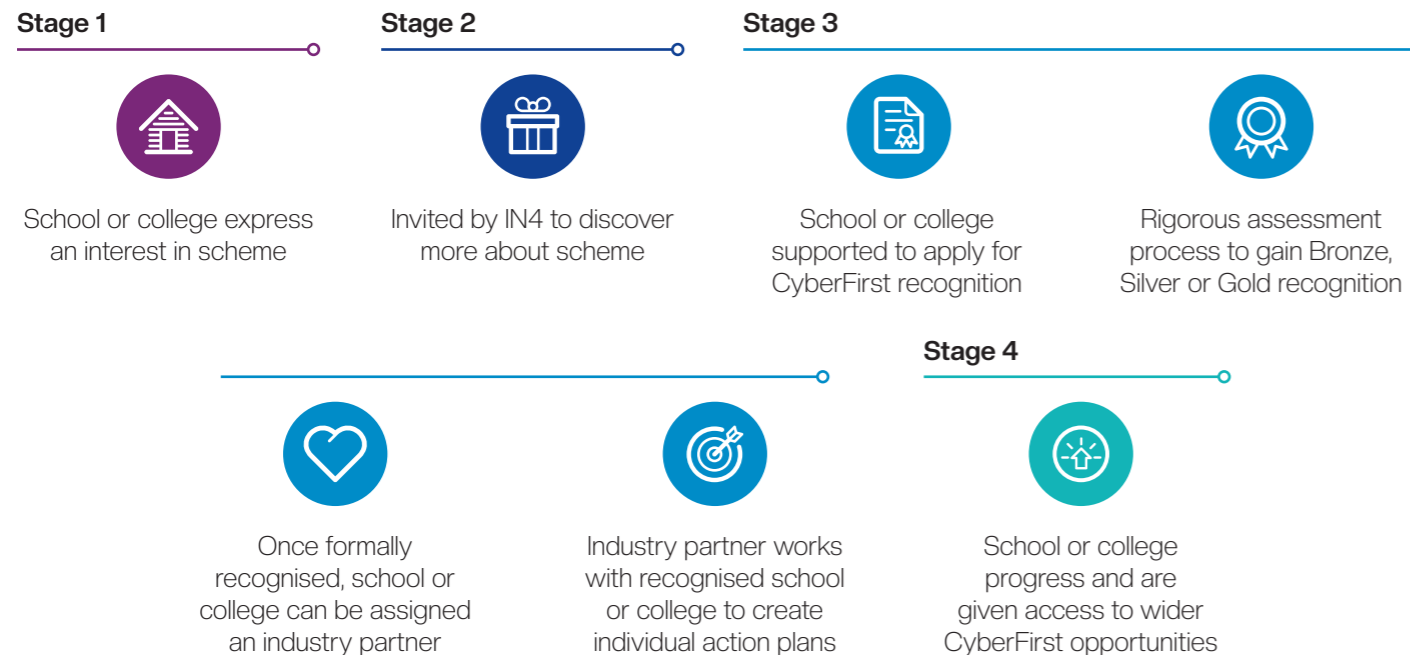 Stage 1
Stage 2
Stage 3
School or college express
an interest in scheme
Invited by IN4 to discover
more about scheme
School or college
supported to apply for
CyberFirst recognition
Rigorous assessment
process to gain Bronze,
Silver or Gold recognition
Stage 4
Once formally
recognised, school or
college can be assigned
an industry partner
Industry partner works
with recognised school
or college to create
individual action plans
School or college
progress and are
given access to wider
CyberFirst opportunities